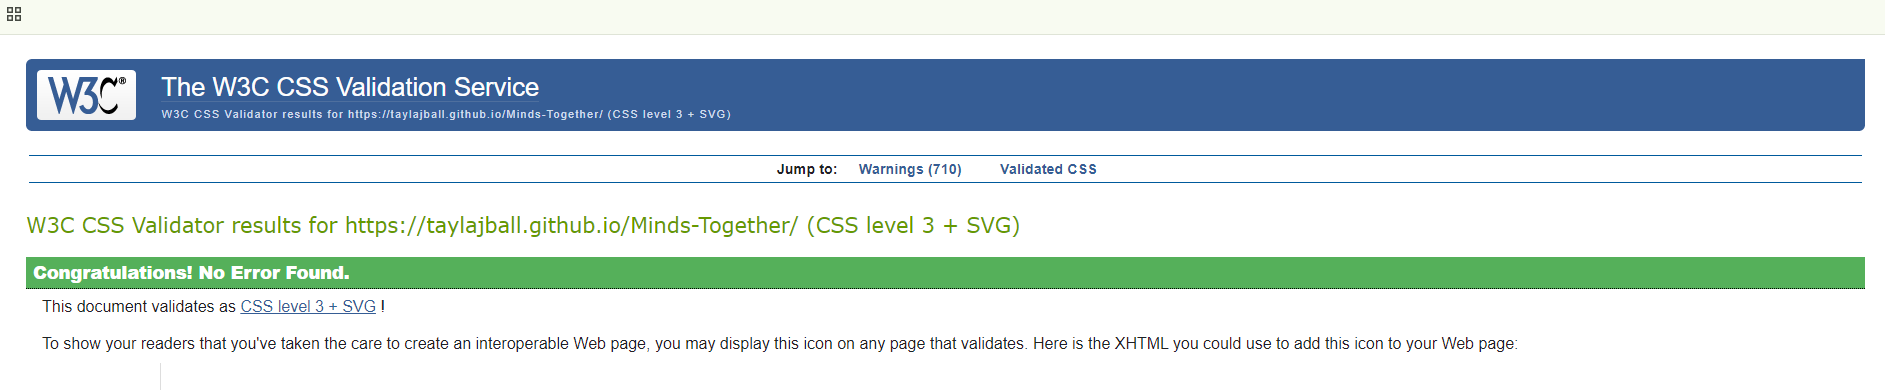 W3C®
The W3C CSS Validation Service
W3C CSS Validator results for https://taylajball.github.io/Minds-Together/ (CSS level 3 + SVG)
Jump to: Warnings (710) Validated CSS
W3C CSS Validator results for https://taylajball.github.io/Minds-Together/ (CSS level 3 + SVG)
Congratulations! No Error Found.
This document validates as CSS level 3 + SVG !
To show your readers that you've taken the care to create an interoperable Web page, you may display this icon on any page that validates. Here is the XHTML you could use to add this icon to your Web page: